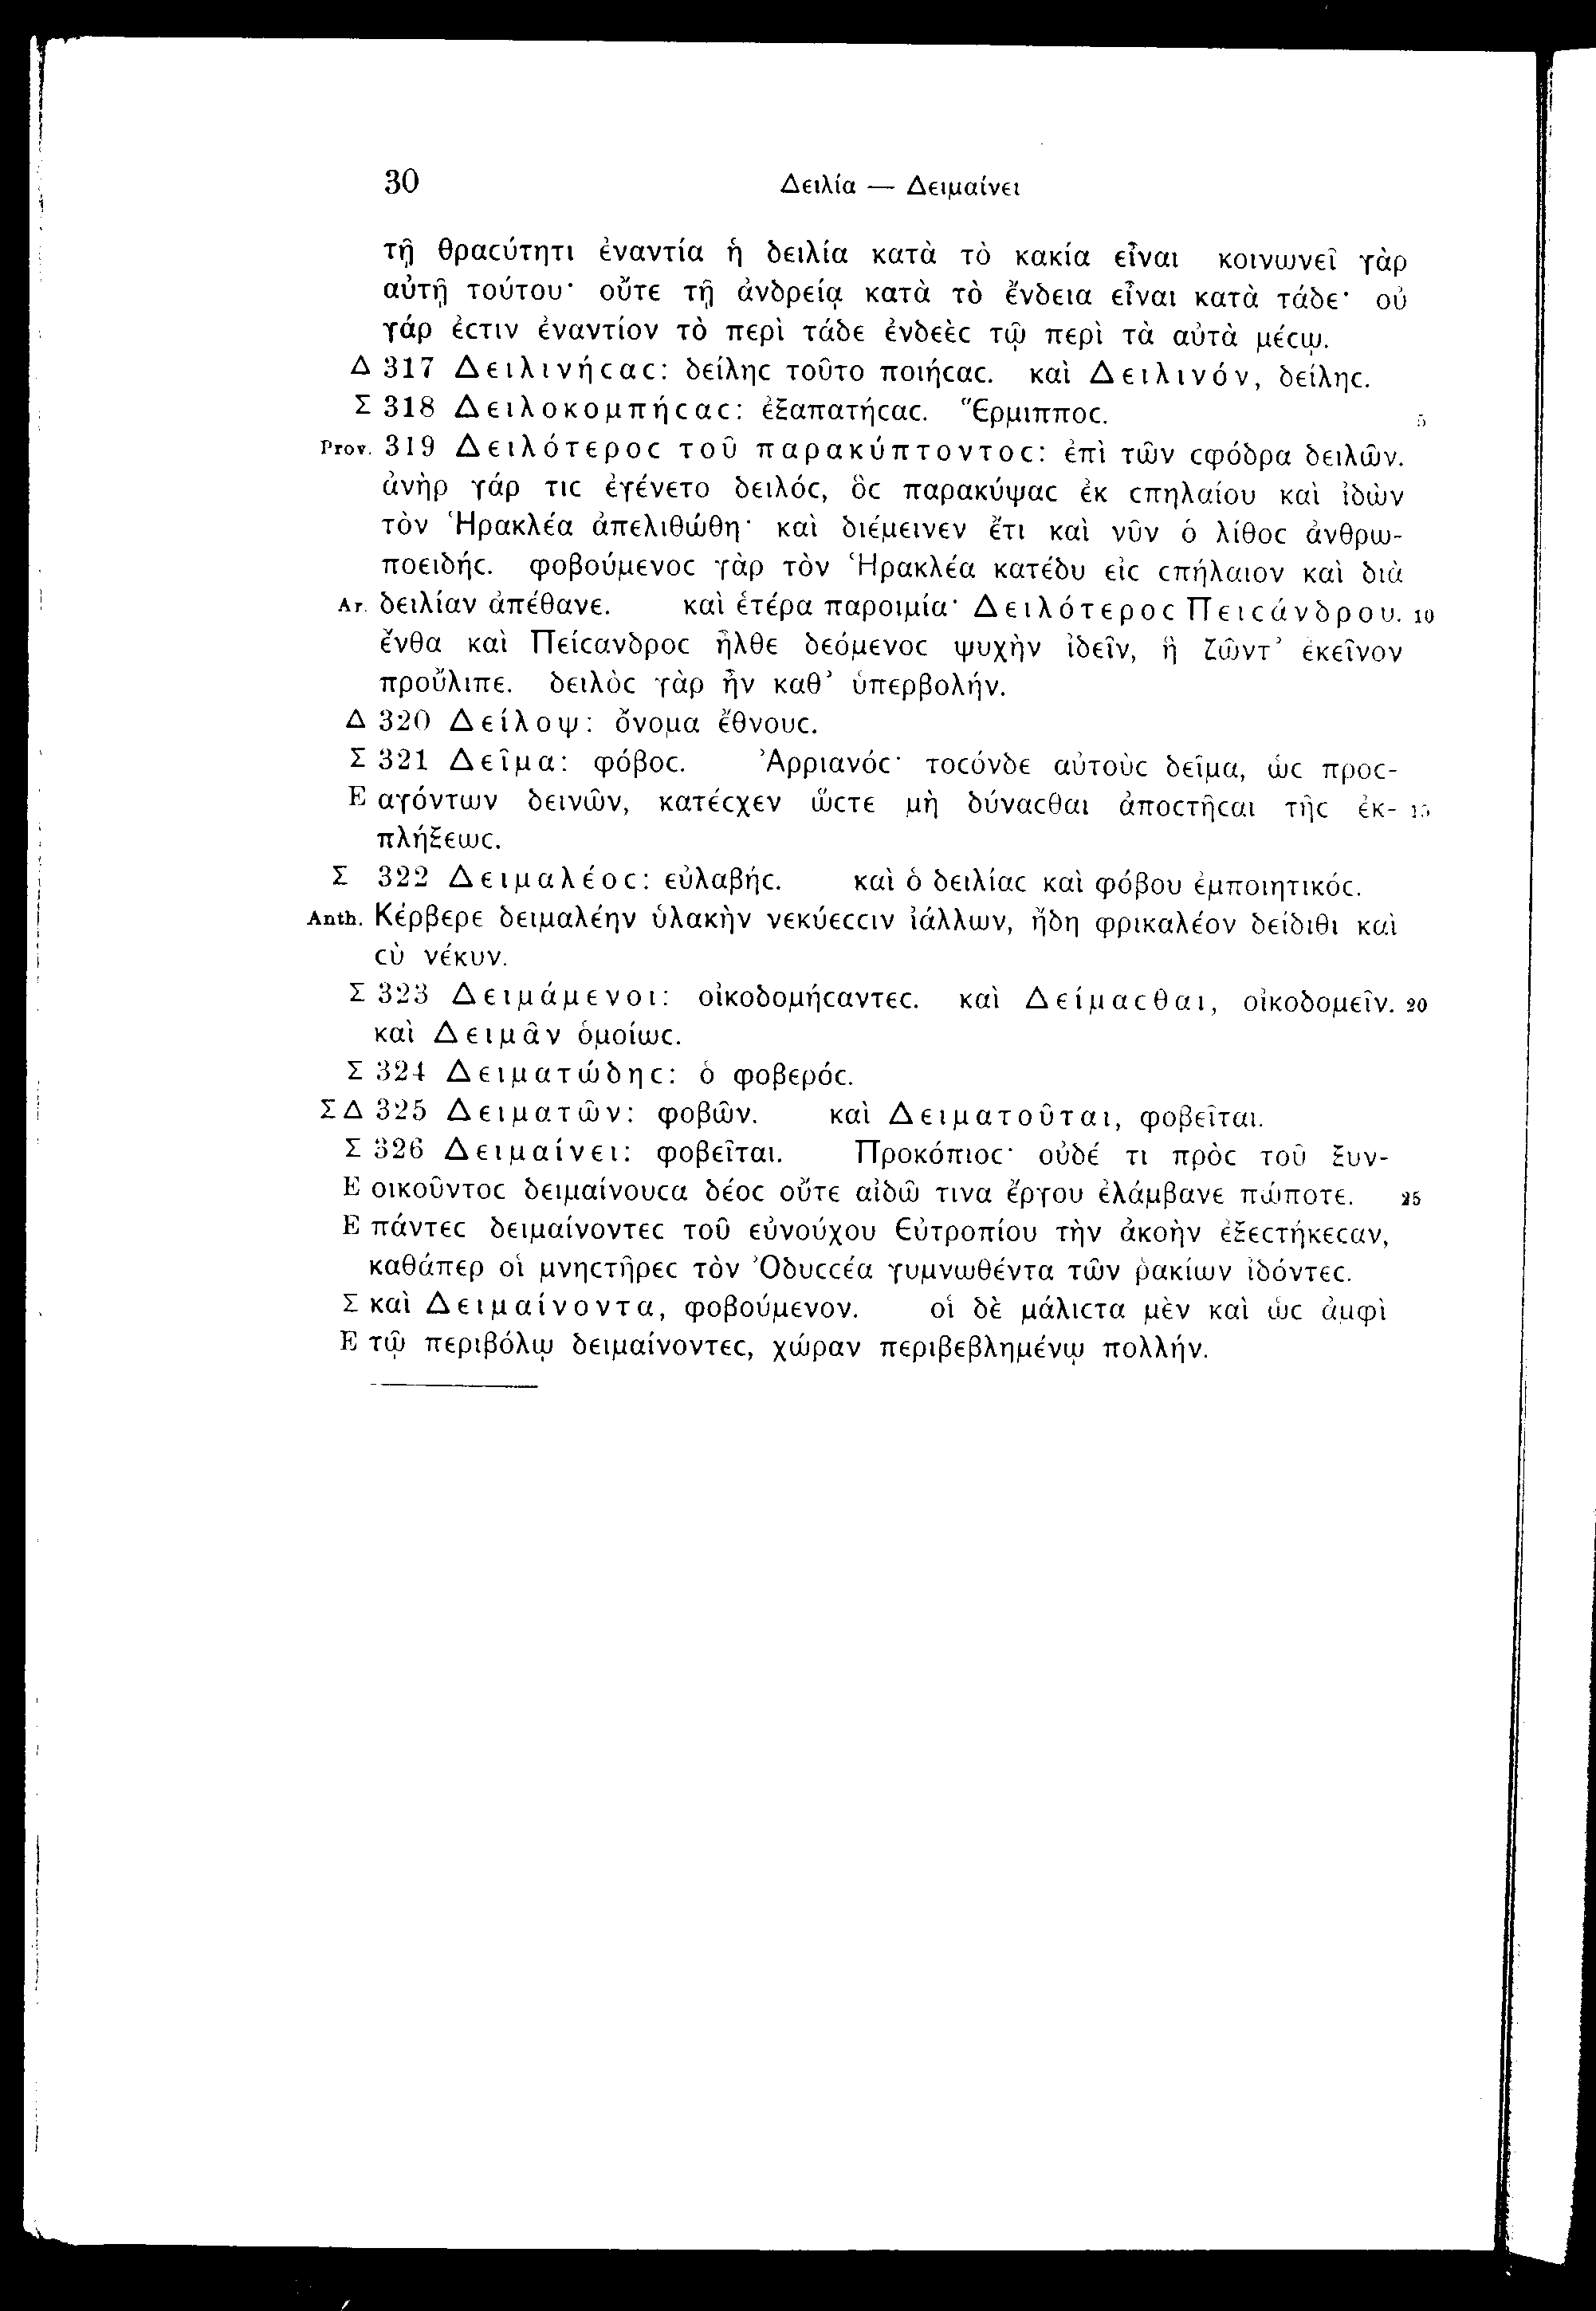 30 Δειλία — Δειμαίνει
τῇ θραϲύτητι ἐναντία ἡ δειλία κατὰ τὸ κακία εἶναι κοινωνεῖ γὰρ
αὐτῇ τούτου· οὔτε τῇ ἀνδρείᾳ κατὰ τὸ ἔνδεια εἶναι κατὰ τάδε· οὐ
γάρ ἐϲτιν ἐναντίον τὸ περὶ τάδε ἐνδεὲϲ τῷ περὶ τὰ αὐτὰ μέϲῳ.
Δ 317 Δειλινήϲαϲ: δείληϲ τοῦτο ποιήϲαϲ. καὶ Δειλινόν, δείληϲ.
Σ 318 Δειλοκομπήϲαϲ: ἐξαπατήϲαϲ. Ἕρμιπποϲ. 5
Prov. 319 Δειλότεροϲ τοῦ παρακύπτοντοϲ: ἐπὶ τῶν ϲφόδρα δειλῶν.
ἀνὴρ γάρ τιϲ ἐγένετο δειλόϲ, ὃϲ παρακύψαϲ ἐκ ϲπηλαίου καὶ ἰδὼν
τὸν Ἡρακλέα ἀπελιθώθη· καὶ διέμεινεν ἔτι καὶ νῦν ὁ λίθοϲ ἀνθρω-
ποειδήϲ. φοβούμενοϲ γὰρ τὸν Ἡρακλέα κατέδυ εἰϲ ϲπήλαιον καὶ διὰ
Ar. δειλίαν ἀπέθανε. καὶ ἑτέρα παροιμία· Δειλότεροϲ Πειϲάνδρου. 10
ἔνθα καὶ Πείϲανδροϲ ἦλθε δεόμενοϲ ψυχὴν ἰδεῖν, ἣ ζῶντ’ ἐκεῖνον
προὔλιπε. δειλὸϲ γὰρ ἦν καθ’ ὑπερβολήν.
Δ 320 Δείλοψ: ὄνομα ἔθνουϲ.
Σ 321 Δεῖμα: φόβοϲ. Ἀρριανόϲ· τοϲόνδε αὐτοὺϲ δεῖμα, ὡϲ προϲ-
E αγόντων δεινῶν, κατέϲχεν ὥϲτε μὴ δύναϲθαι ἀποϲτῆϲαι τῆϲ ἐκ- 15
πλήξεωϲ.
Σ 322 Δειμαλέοϲ: εὐλαβήϲ. καὶ ὁ δειλίαϲ καὶ φόβου ἐμποιητικόϲ.
Anth. Κέρβερε δειμαλέην ὑλακὴν νεκύεϲϲιν ἰάλλων, ἤδη φρικαλέον δείδιθι καὶ
ϲὺ νέκυν.
Σ 323 Δειμάμενοι: οἰκοδομήϲαντεϲ. καὶ Δείμαϲθαι, οἰκοδομεῖν. 20
καὶ Δειμᾶν ὁμοίωϲ.
Σ 324 Δειματώδηϲ: ὁ φοβερόϲ.
ΣΔ 325 Δειματῶν: φοβῶν. καὶ Δειματοῦται, φοβεῖται.
Σ 326 Δειμαίνει: φοβεῖται. Προκόπιοϲ· οὐδέ τι πρὸϲ τοῦ ξυν-
E οικοῦντοϲ δειμαίνουϲα δέοϲ οὔτε αἰδῶ τινα ἔργου ἐλάμβανε πώποτε. 25
E πάντεϲ δειμαίνοντεϲ τοῦ εὐνούχου Εὐτροπίου τὴν ἀκοὴν ἐξεϲτήκεϲαν,
καθάπερ οἱ μνηϲτῆρεϲ τὸν Ὀδυϲϲέα γυμνωθέντα τῶν ῥακίων ἰδόντεϲ.
Σ καὶ Δειμαίνοντα, φοβούμενον. οἱ δὲ μάλιϲτα μὲν καὶ ὡϲ ἀμφὶ
E τῷ περιβόλῳ δειμαίνοντεϲ, χώραν περιβεβλημένῳ πολλήν.